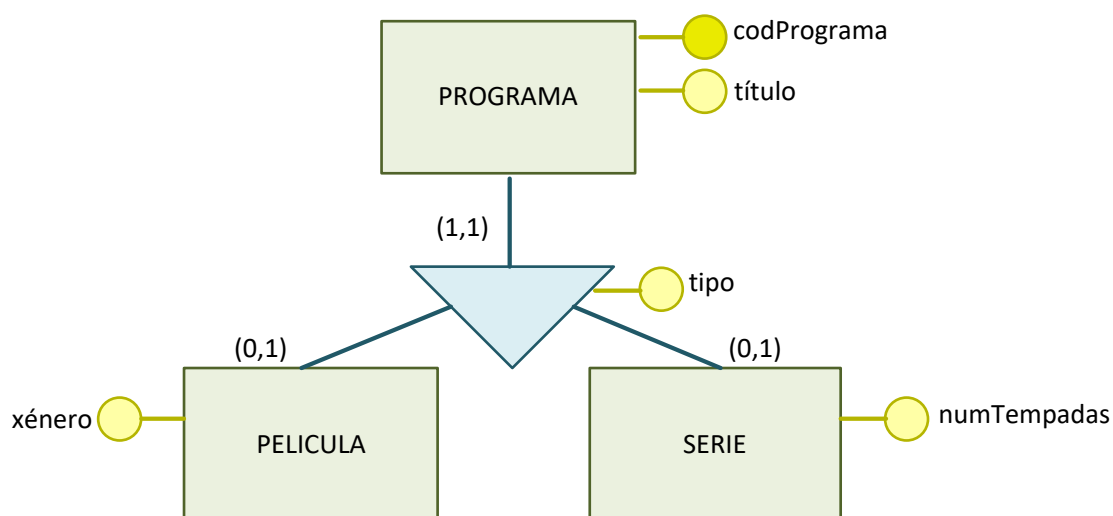 codPrograma
PROGRAMA
título
(1,1)
tipo
(0,1)
(0,1)
xénero
PELICULA
SERIE
numTempadas